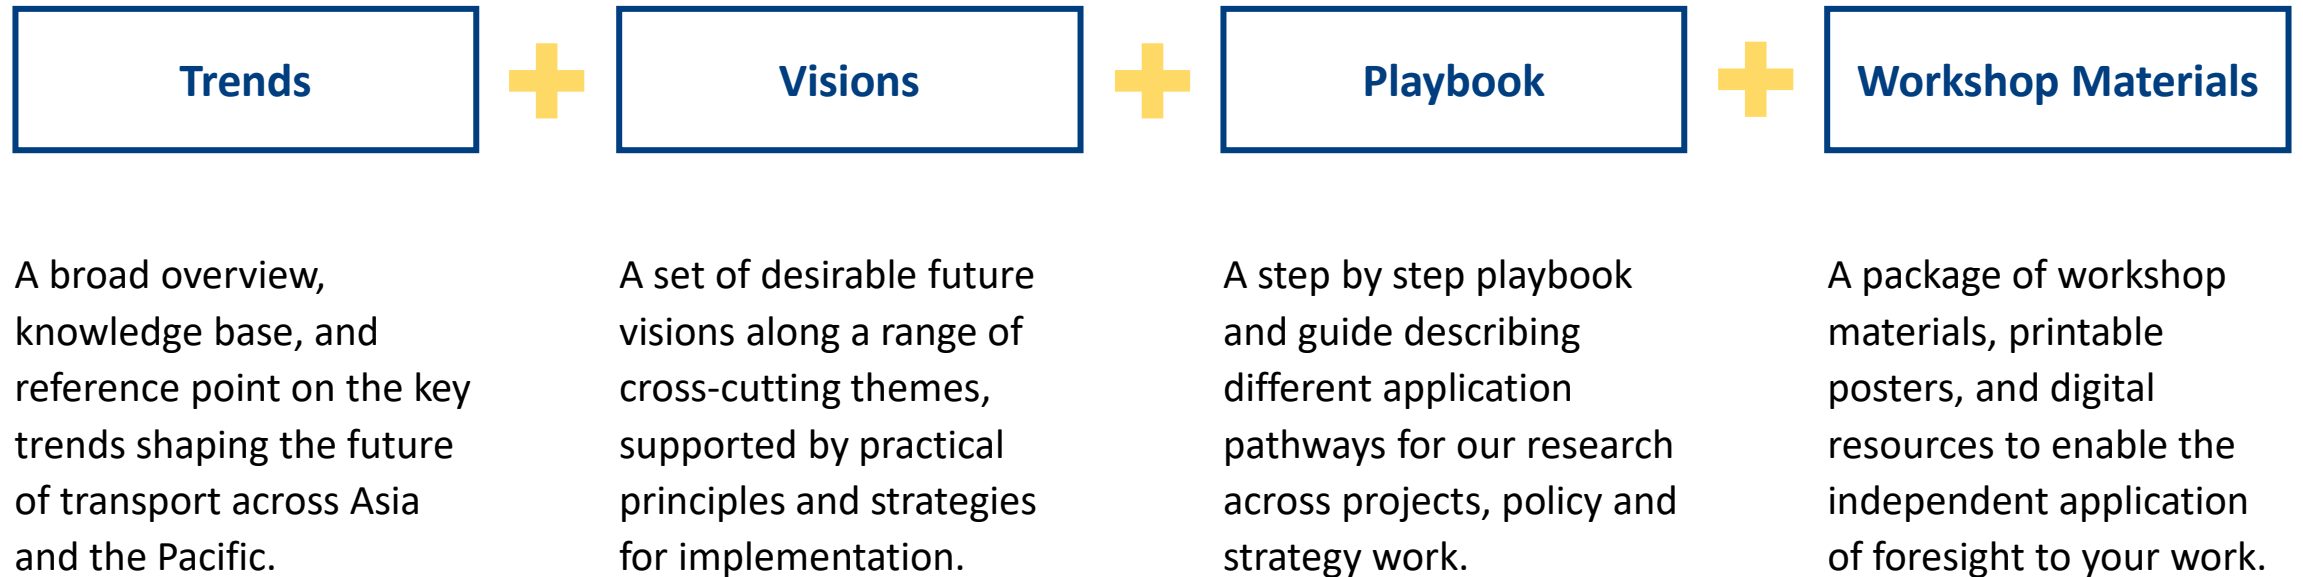 Trends
Visions
Playbook
Workshop Materials
A broad overview,
knowledge base, and
reference point on the key
trends shaping the future
of transport across Asia
and the Pacific.
A set of desirable future
visions along a range of
cross-cutting themes,
supported by practical
principles and strategies
for implementation.
A step by step playbook
and guide describing
different application
pathways for our research
across projects, policy and
strategy work.
A package of workshop
materials, printable
posters, and digital
resources to enable the
independent application
of foresight to your work.